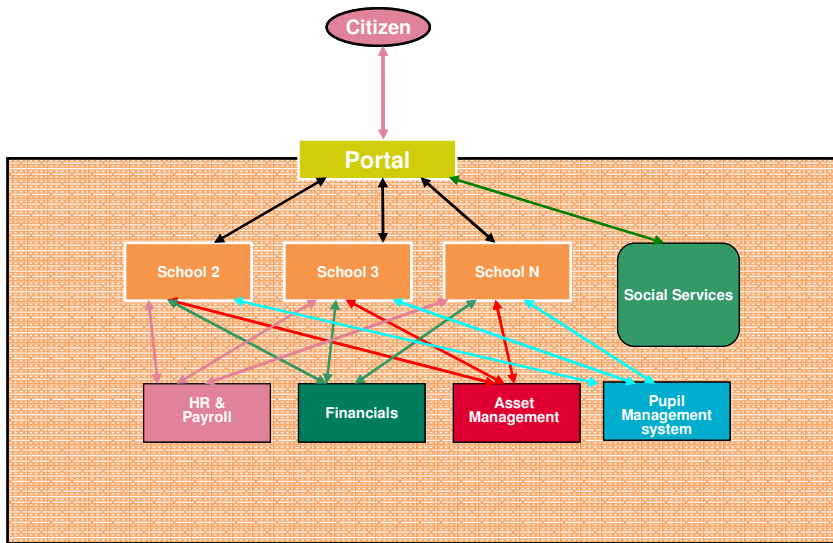 Citizen
Portal
School 2
School 3
School N
Social Services
HR &
Payroll
Financials
Asset
Management
Pupil
Management
system